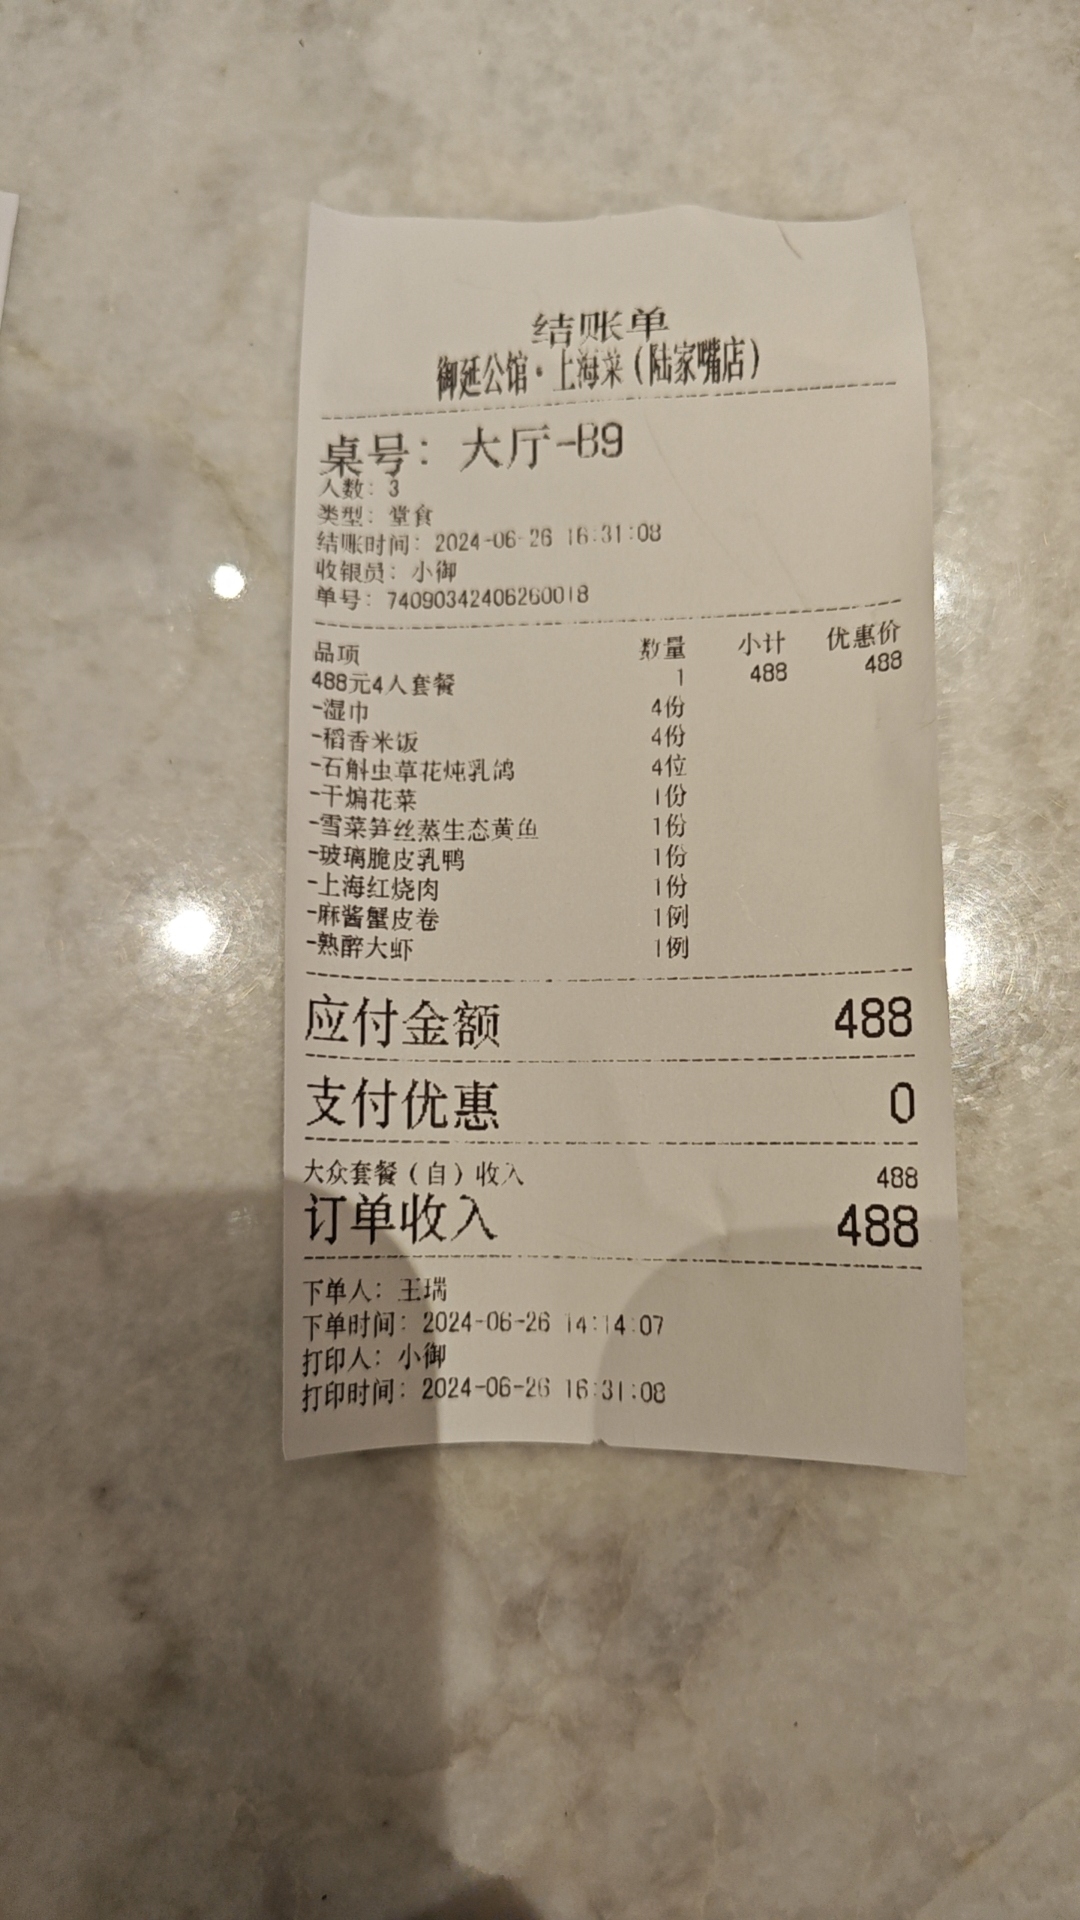 结账单
御延公馆·上海菜(陆家嘴店)
桌号: 大厅-B9
人数: 3
类型: 堂食
结账时间: 2024-06-26 16:31:08
收银员: 小御
单号: 74090342406260018
品项 数量 小计 优惠价
488元4人套餐 1 488 488
-湿巾 4份
-稻香米饭 4份
-石斛虫草花炖乳鸽 4位
-干煸花菜 1份
-雪菜笋丝蒸生态黄鱼 1份
-玻璃脆皮乳鸭 1份
-上海红烧肉 1份
-麻酱蟹皮卷 1例
-熟醉大虾 1例
应付金额 488
支付优惠 0
大众套餐(自)收入 488
订单收入 488
下单人: 王瑞
下单时间: 2024-06-26 14:14:07
打印人: 小御
打印时间: 2024-06-26 16:31:08